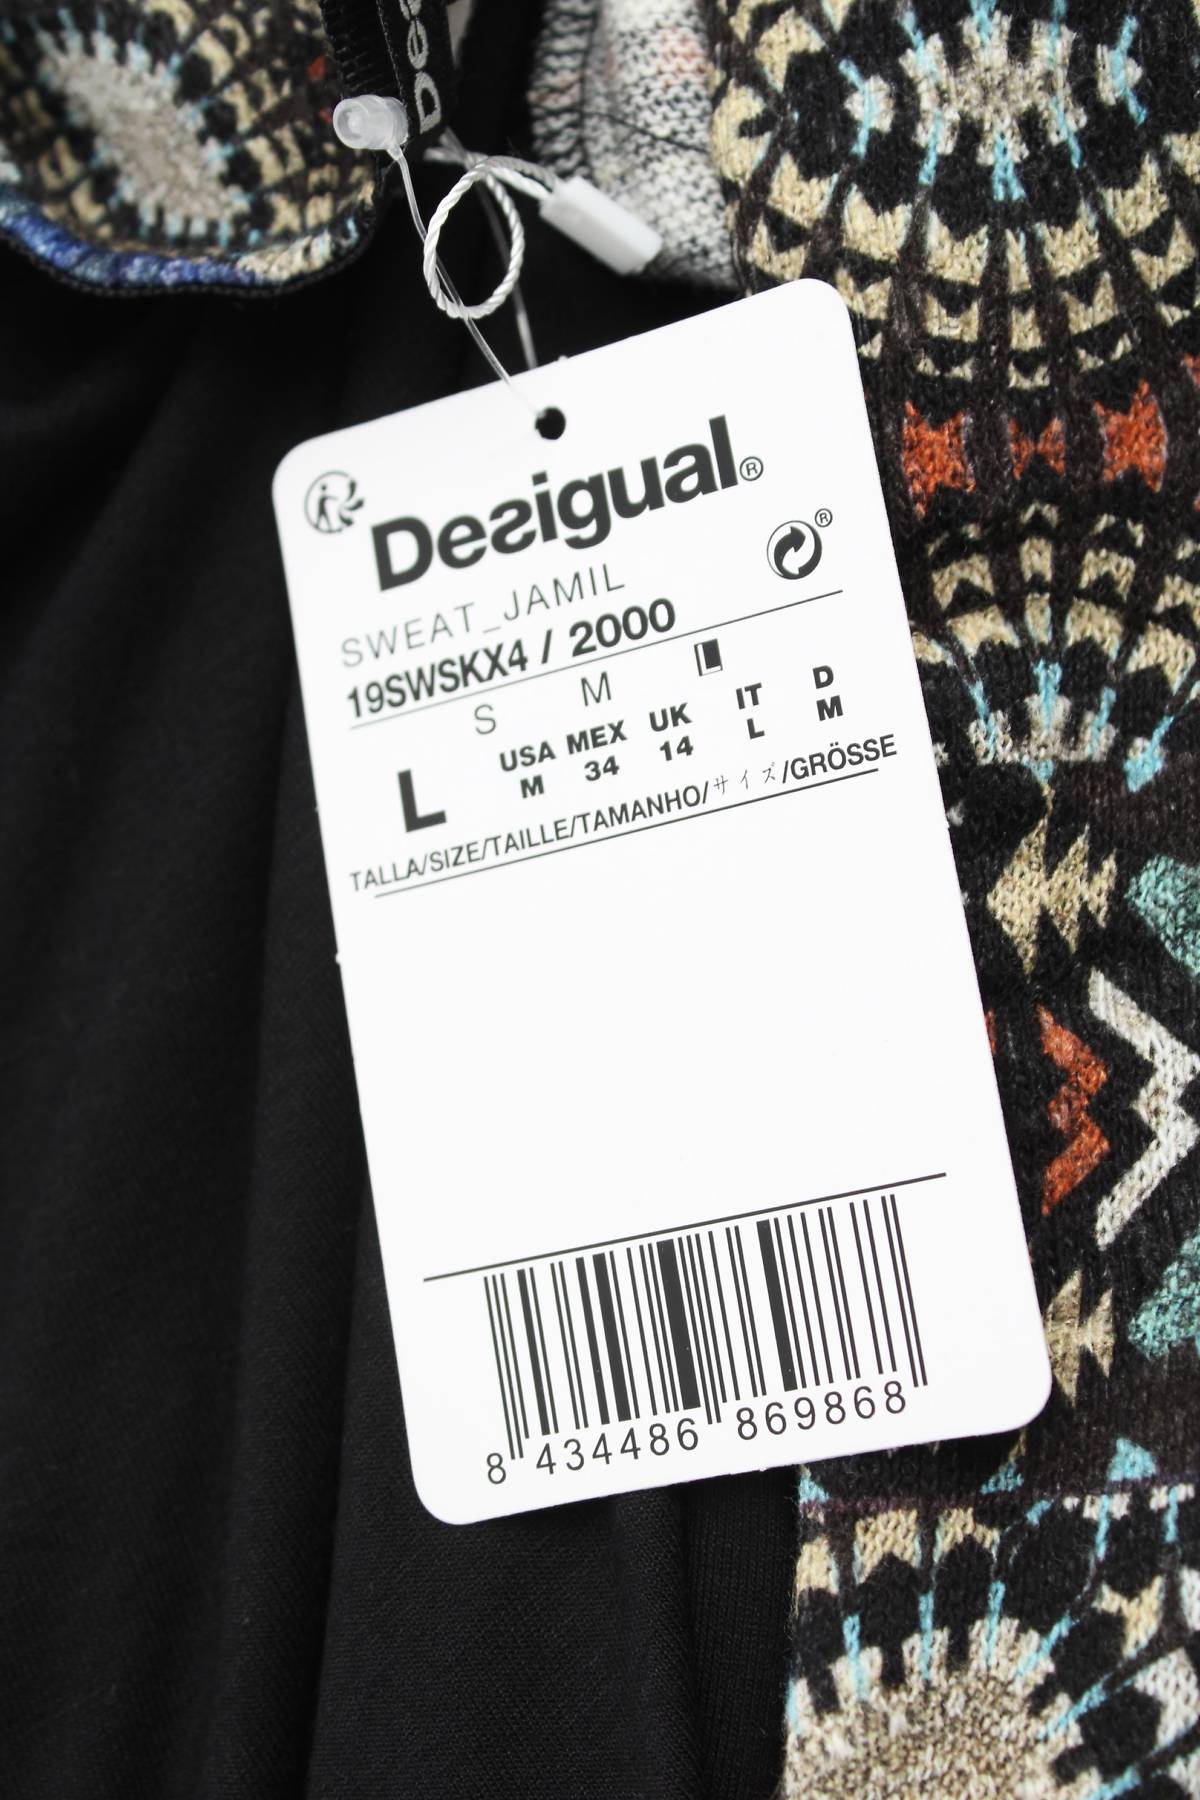 Des
Desigual®
®
SWEAT_JAMIL
19SWSKX4 / 2000
S M L
L
USA MEX UK IT D
M 34 14 L M
TALLA/SIZE/TAILLE/TAMANHO/サイズ/GRÖSSE
8 434486 869868